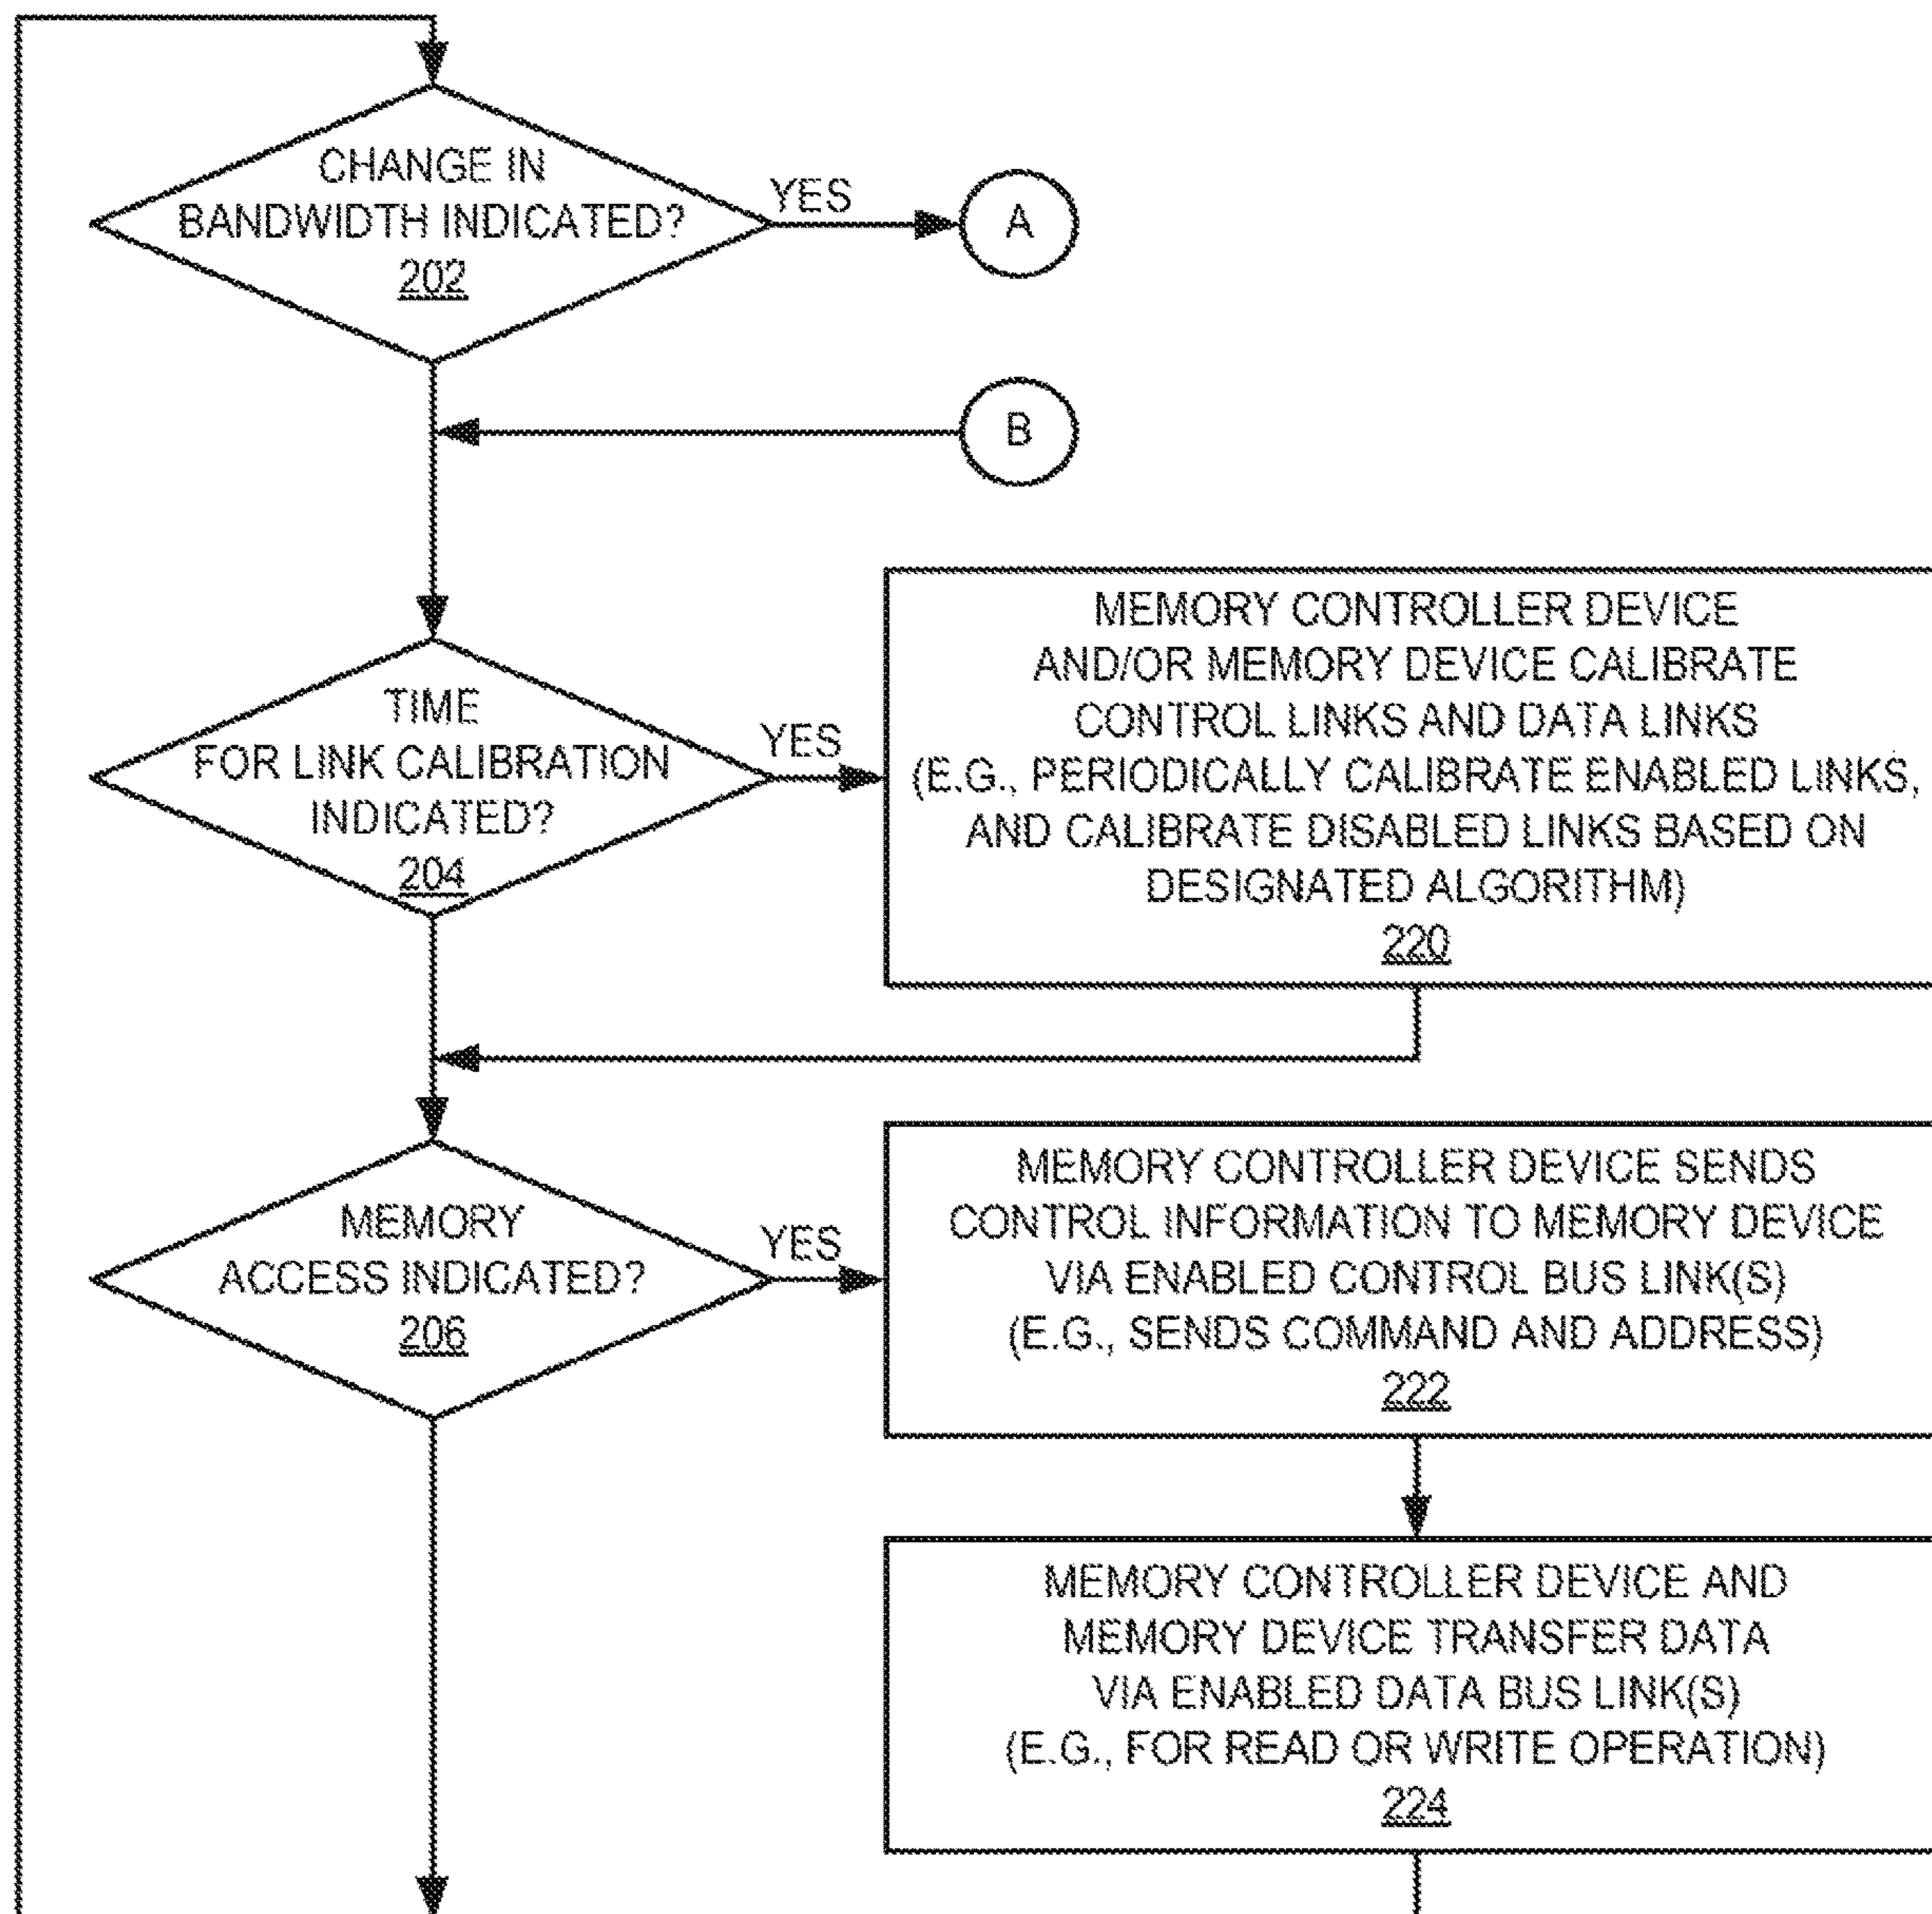 CHANGE IN
BANDWIDTH INDICATED?
202
YES
A
B
TIME
FOR LINK CALIBRATION
INDICATED?
204
YES
MEMORY CONTROLLER DEVICE
AND/OR MEMORY DEVICE CALIBRATE
CONTROL LINKS AND DATA LINKS
(E.G., PERIODICALLY CALIBRATE ENABLED LINKS,
AND CALIBRATE DISABLED LINKS BASED ON
DESIGNATED ALGORITHM)
220
MEMORY
ACCESS INDICATED?
206
YES
MEMORY CONTROLLER DEVICE SENDS
CONTROL INFORMATION TO MEMORY DEVICE
VIA ENABLED CONTROL BUS LINK(S)
(E.G., SENDS COMMAND AND ADDRESS)
222
MEMORY CONTROLLER DEVICE AND
MEMORY DEVICE TRANSFER DATA
VIA ENABLED DATA BUS LINK(S)
(E.G., FOR READ OR WRITE OPERATION)
224